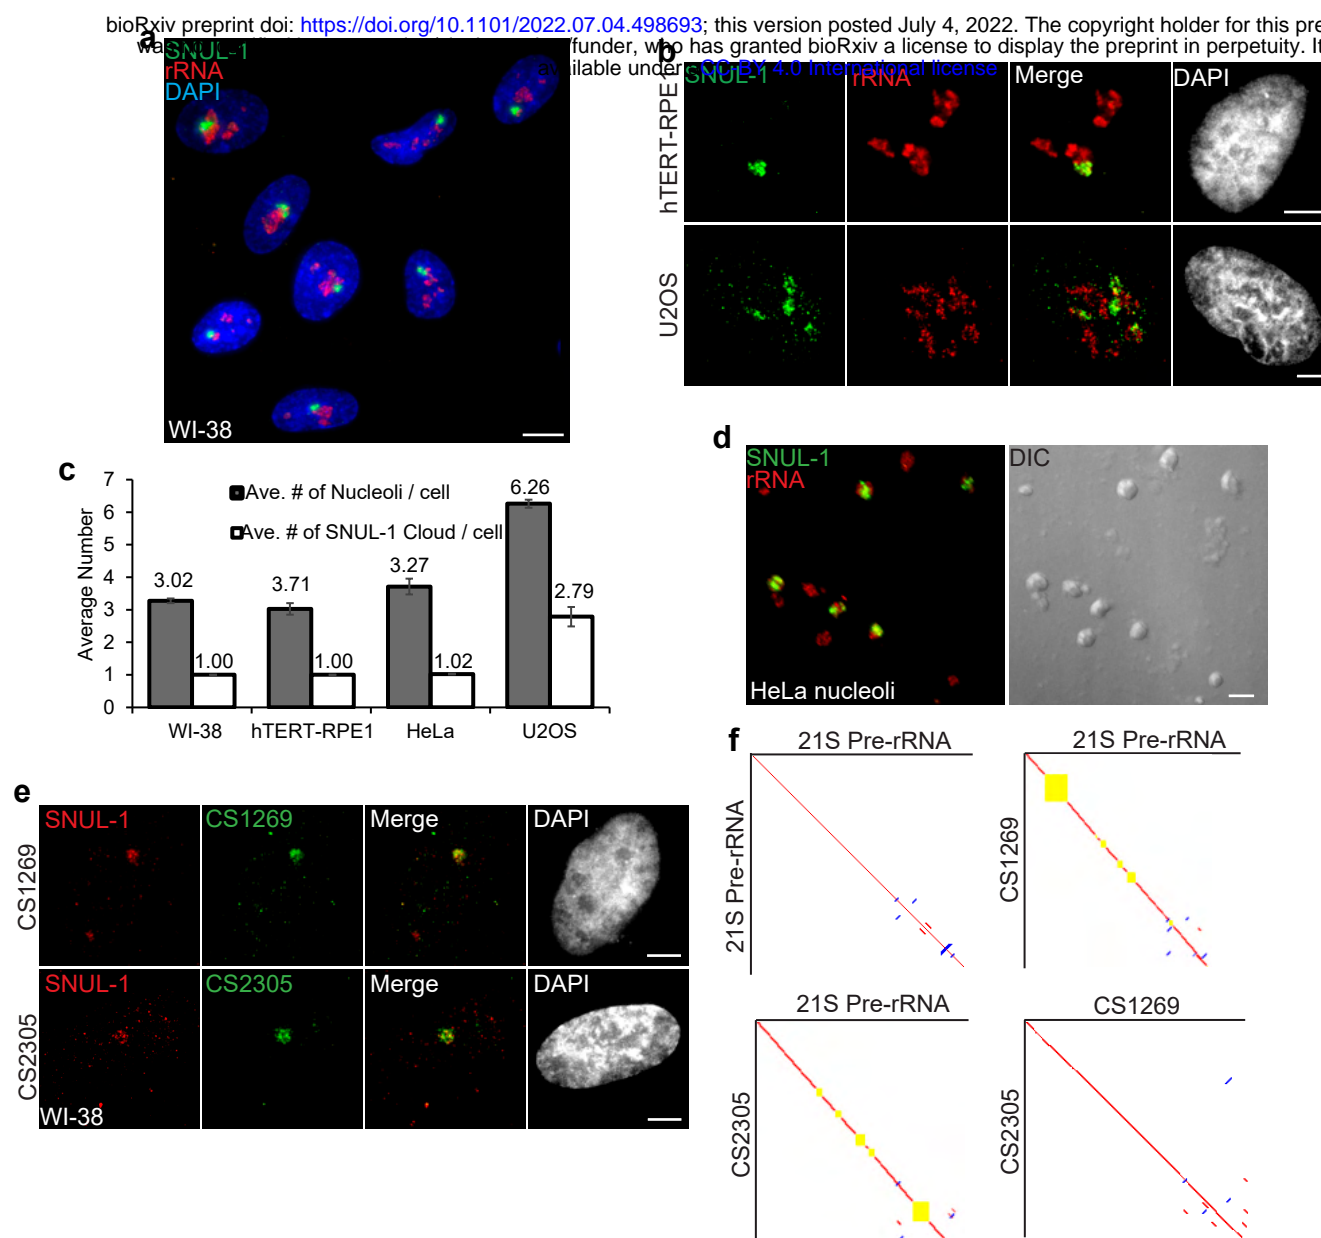 bioRxiv preprint doi: https://doi.org/10.1101/2022.07.04.498693; this version posted July 4, 2022. The copyright holder for this pre
/funder, who has granted bioRxiv a license to display the preprint in perpetuity. It
available under CC-BY 4.0 International license
a
SNUL-1
rRNA
DAPI
WI-38
b
SNUL-1 rRNA Merge DAPI
hTERT-RPE1
U2OS
c
Average Number
7
6
5
4
3
2
1
0
Ave. # of Nucleoli / cell
Ave. # of SNUL-1 Cloud / cell
3.02 1.00 3.71 1.00 3.27 1.02 6.26 2.79
WI-38 hTERT-RPE1 HeLa U2OS
d
SNUL-1
rRNA
DIC
HeLa nucleoli
e
CS1269
SNUL-1 CS1269 Merge DAPI
CS2305
SNUL-1 CS2305 Merge DAPI
WI-38
f
21S Pre-rRNA
21S Pre-rRNA
21S Pre-rRNA
CS1269
21S Pre-rRNA
CS2305
CS1269
CS2305